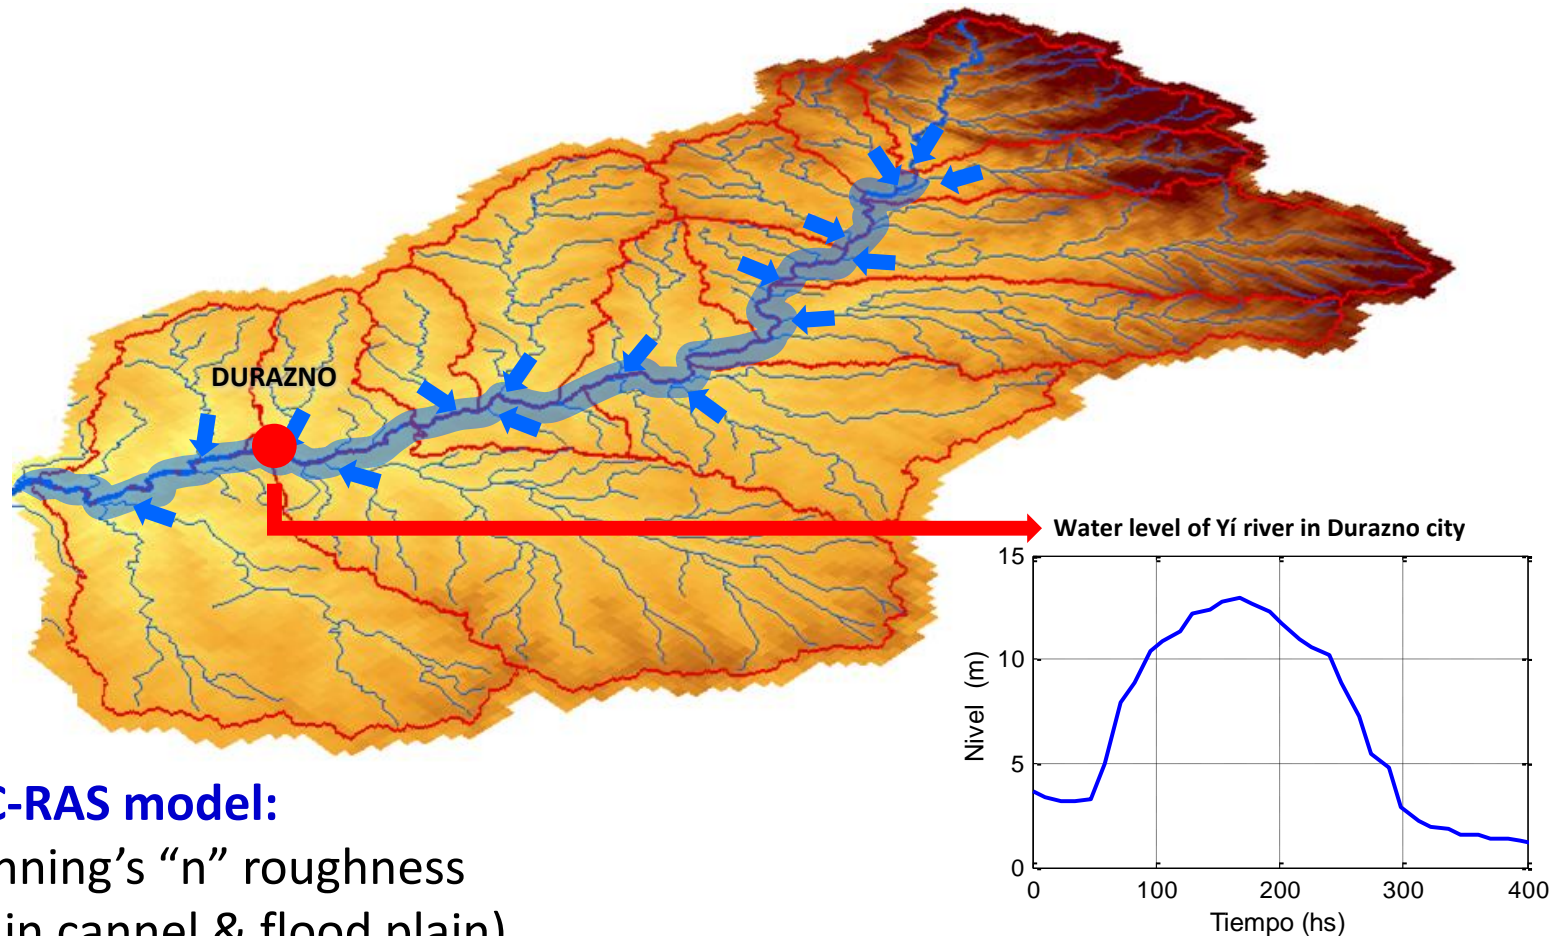 DURAZNO
Water level of Yí river in Durazno city
15
10
5
0
Nivel (m)
0 100 200 300 400
Tiempo (hs)
C-RAS model:
nning's “n” roughness
in cannel & flood plain)